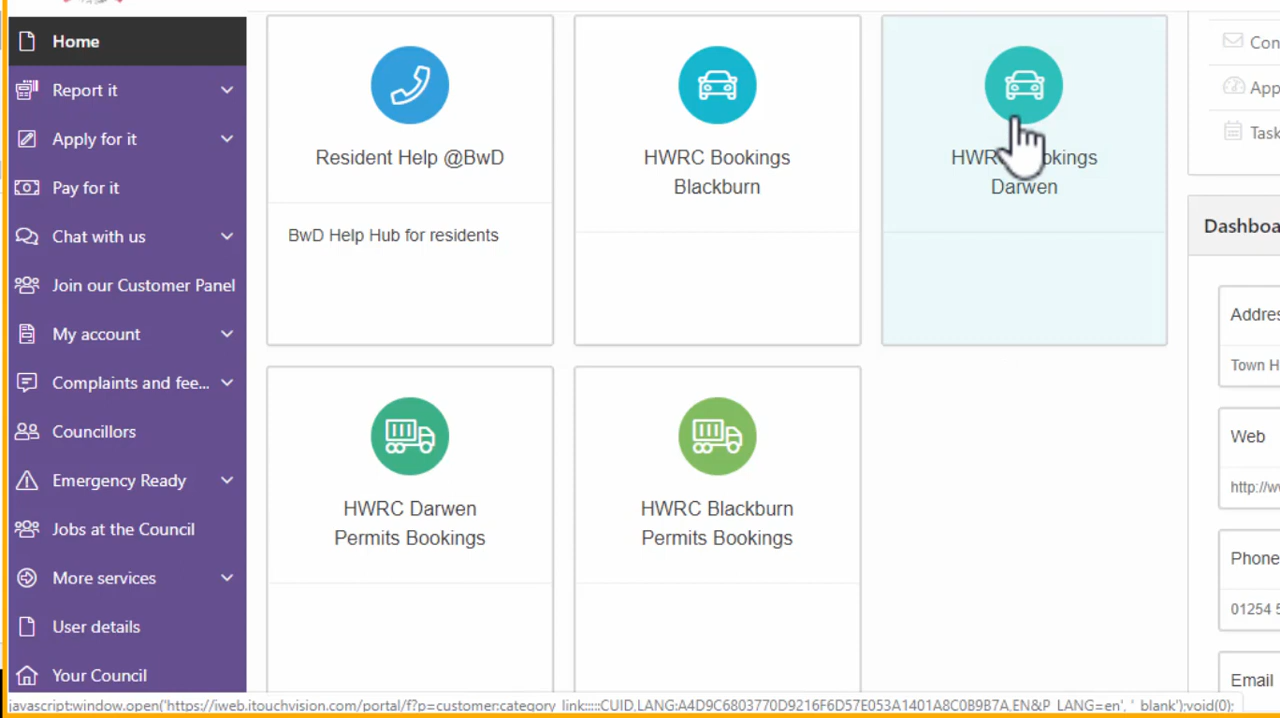 Home
Report it
Apply for it
Pay for it
Chat with us
Join our Customer Panel
My account
Complaints and fee...
Councillors
Emergency Ready
Jobs at the Council
More services
User details
Your Council
Resident Help @BwD
BwD Help Hub for residents
HWRC Bookings
Blackburn
HWRC Bookings
Darwen
HWRC Darwen
Permits Bookings
HWRC Blackburn
Permits Bookings
Con
App
Task
Dashboa
Addres
Town H
Web
http://w
Phone
01254 5
Email
javascript:window.open('https://iweb.itouchvision.com/portal/f?p=customer:category_link:::::CUID,LANG:A4D9C6803770D9216F6D57E053A1401A8C0B9B7A,EN&P_LANG=en', '_blank');void(0);